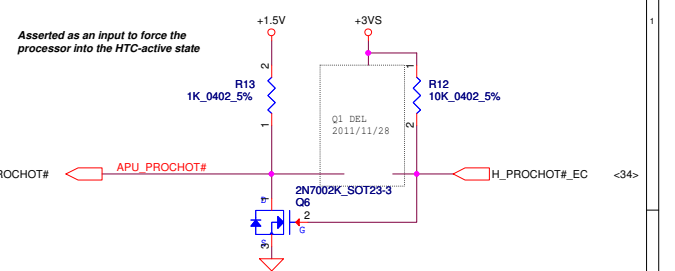 +1.5V
+3VS
1
Asserted as an input to force the
processor into the HTC-active state
2
1
R13
1K_0402_5%
R12
10K_0402_5%
Q1 DEL
2011/11/28
1
2
ROCHOT#
APU_PROCHOT#
H_PROCHOT#_EC
<34>
2N7002K_SOT23-3
Q6
D
1
2
G
S
3